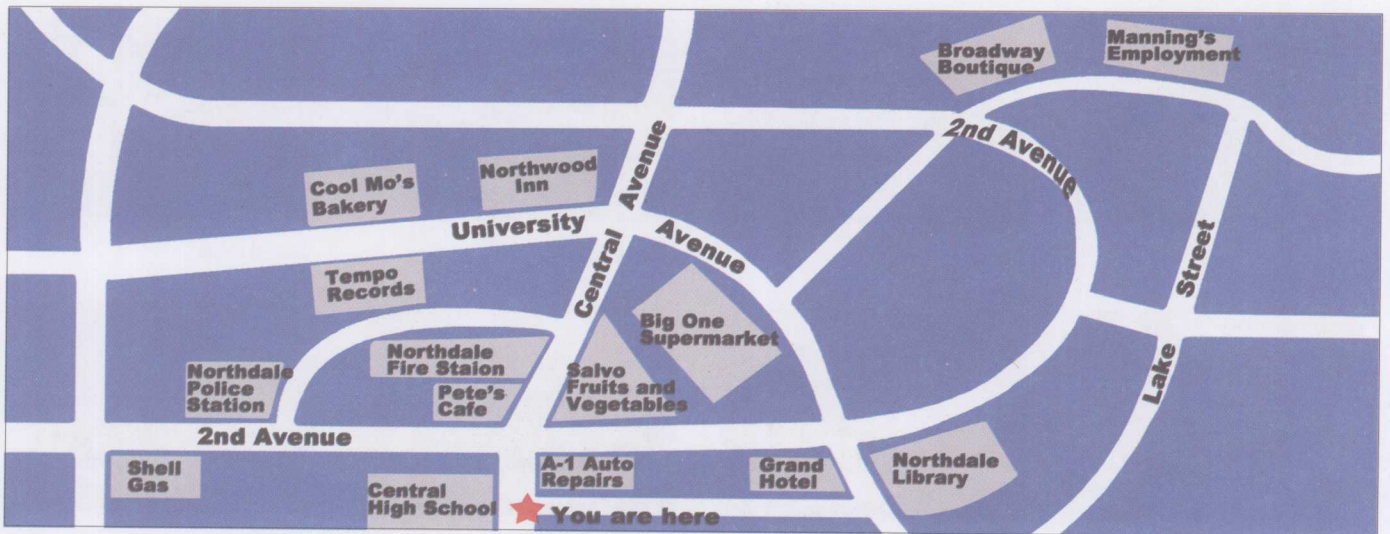 Broadway
Boutique
Manning's
Employment
2nd Avenue
Cool Mo's
Bakery
Northwood
Inn
Avenue
University
Avenue
Central
Tempo
Records
Big One
Supermarket
Street
Lake
Northdale
Fire Staion
Northdale
Police
Station
Pete's
Cafe
Salvo
Fruits and
Vegetables
2nd Avenue
Shell
Gas
Central
High School
A-1 Auto
Repairs
Grand
Hotel
Northdale
Library
You are here